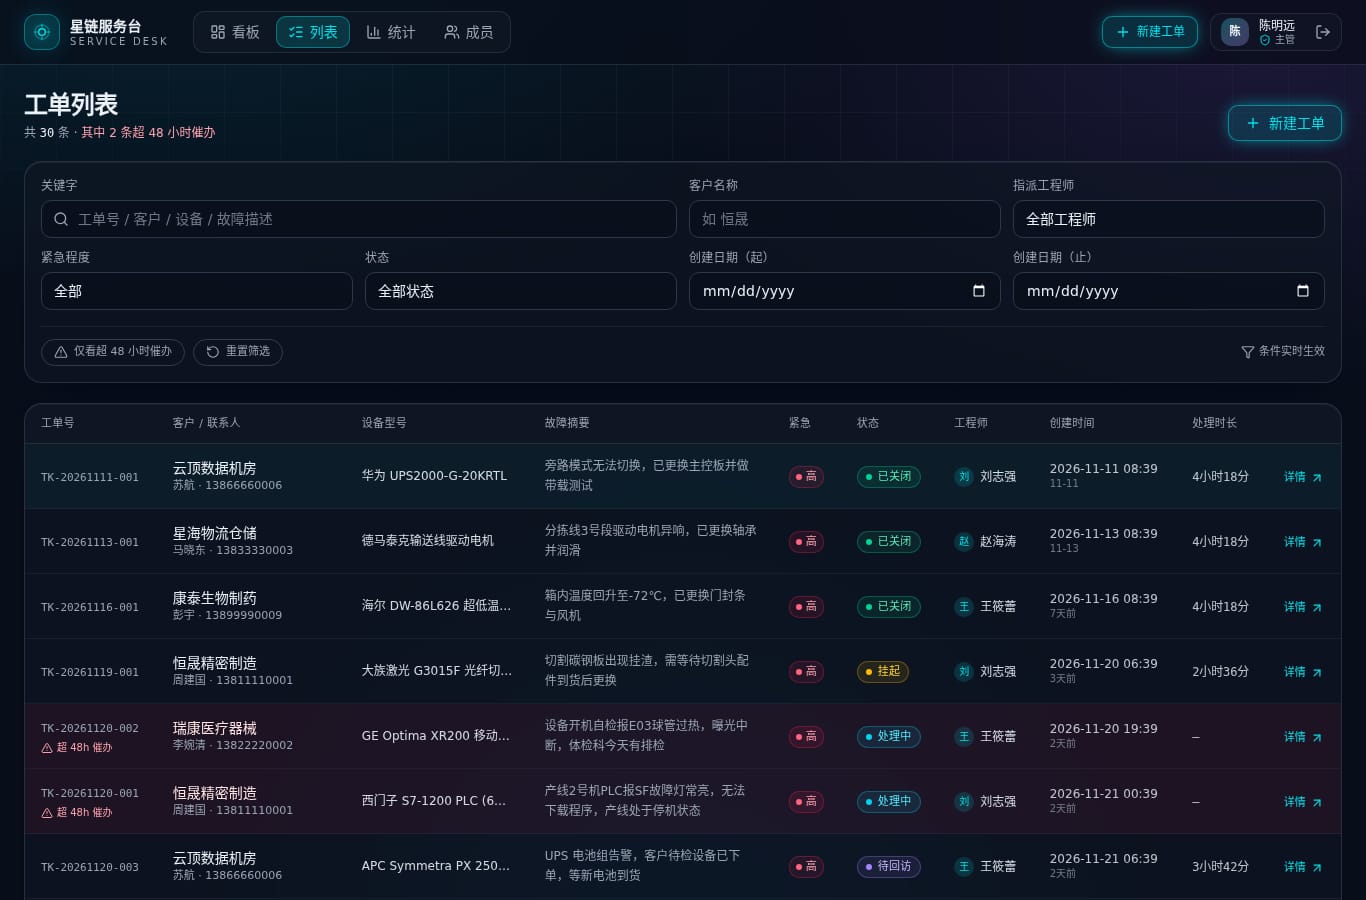 星链服务台
SERVICE DESK
看板
列表
统计
成员
新建工单
陈
陈明远
主管
工单列表
共 30 条 · 其中 2 条超 48 小时催办
新建工单
关键字
客户名称
指派工程师
工单号 / 客户 / 设备 / 故障描述
如 恒晟
全部工程师
紧急程度
状态
创建日期（起）
创建日期（止）
全部
全部状态
mm/dd/yyyy
mm/dd/yyyy
仅看超 48 小时催办
重置筛选
条件实时生效
工单号
客户 / 联系人
设备型号
故障摘要
紧急
状态
工程师
创建时间
处理时长
TK-20261111-001
云顶数据机房
苏航 · 13866660006
华为 UPS2000-G-20KRTL
旁路模式无法切换，已更换主控板并做
带载测试
高
已关闭
刘
刘志强
2026-11-11 08:39
11-11
4小时18分
详情
TK-20261113-001
星海物流仓储
马晓东 · 13833330003
德马泰克输送线驱动电机
分拣线3号段驱动电机异响，已更换轴承
并润滑
高
已关闭
赵
赵海涛
2026-11-13 08:39
11-13
4小时18分
详情
TK-20261116-001
康泰生物制药
彭宇 · 13899990009
海尔 DW-86L626 超低温…
箱内温度回升至-72℃，已更换门封条
与风机
高
已关闭
王
王筱蕾
2026-11-16 08:39
7天前
4小时18分
详情
TK-20261119-001
恒晟精密制造
周建国 · 13811110001
大族激光 G3015F 光纤切…
切割碳钢板出现挂渣，需等待切割头配
件到货后更换
高
挂起
刘
刘志强
2026-11-20 06:39
3天前
2小时36分
详情
TK-20261120-002
超 48h 催办
瑞康医疗器械
李婉清 · 13822220002
GE Optima XR200 移动…
设备开机自检报E03球管过热，曝光中
断，体检科今天有排检
高
处理中
王
王筱蕾
2026-11-20 19:39
2天前
—
详情
TK-20261120-001
超 48h 催办
恒晟精密制造
周建国 · 13811110001
西门子 S7-1200 PLC (6…
产线2号机PLC报SF故障灯常亮，无法
下载程序，产线处于停机状态
高
处理中
刘
刘志强
2026-11-21 00:39
2天前
—
详情
TK-20261120-003
云顶数据机房
苏航 · 13866660006
APC Symmetra PX 250…
UPS 电池组告警，客户待检设备已下
单，等新电池到货
高
待回访
王
王筱蕾
2026-11-21 06:39
2天前
3小时42分
详情